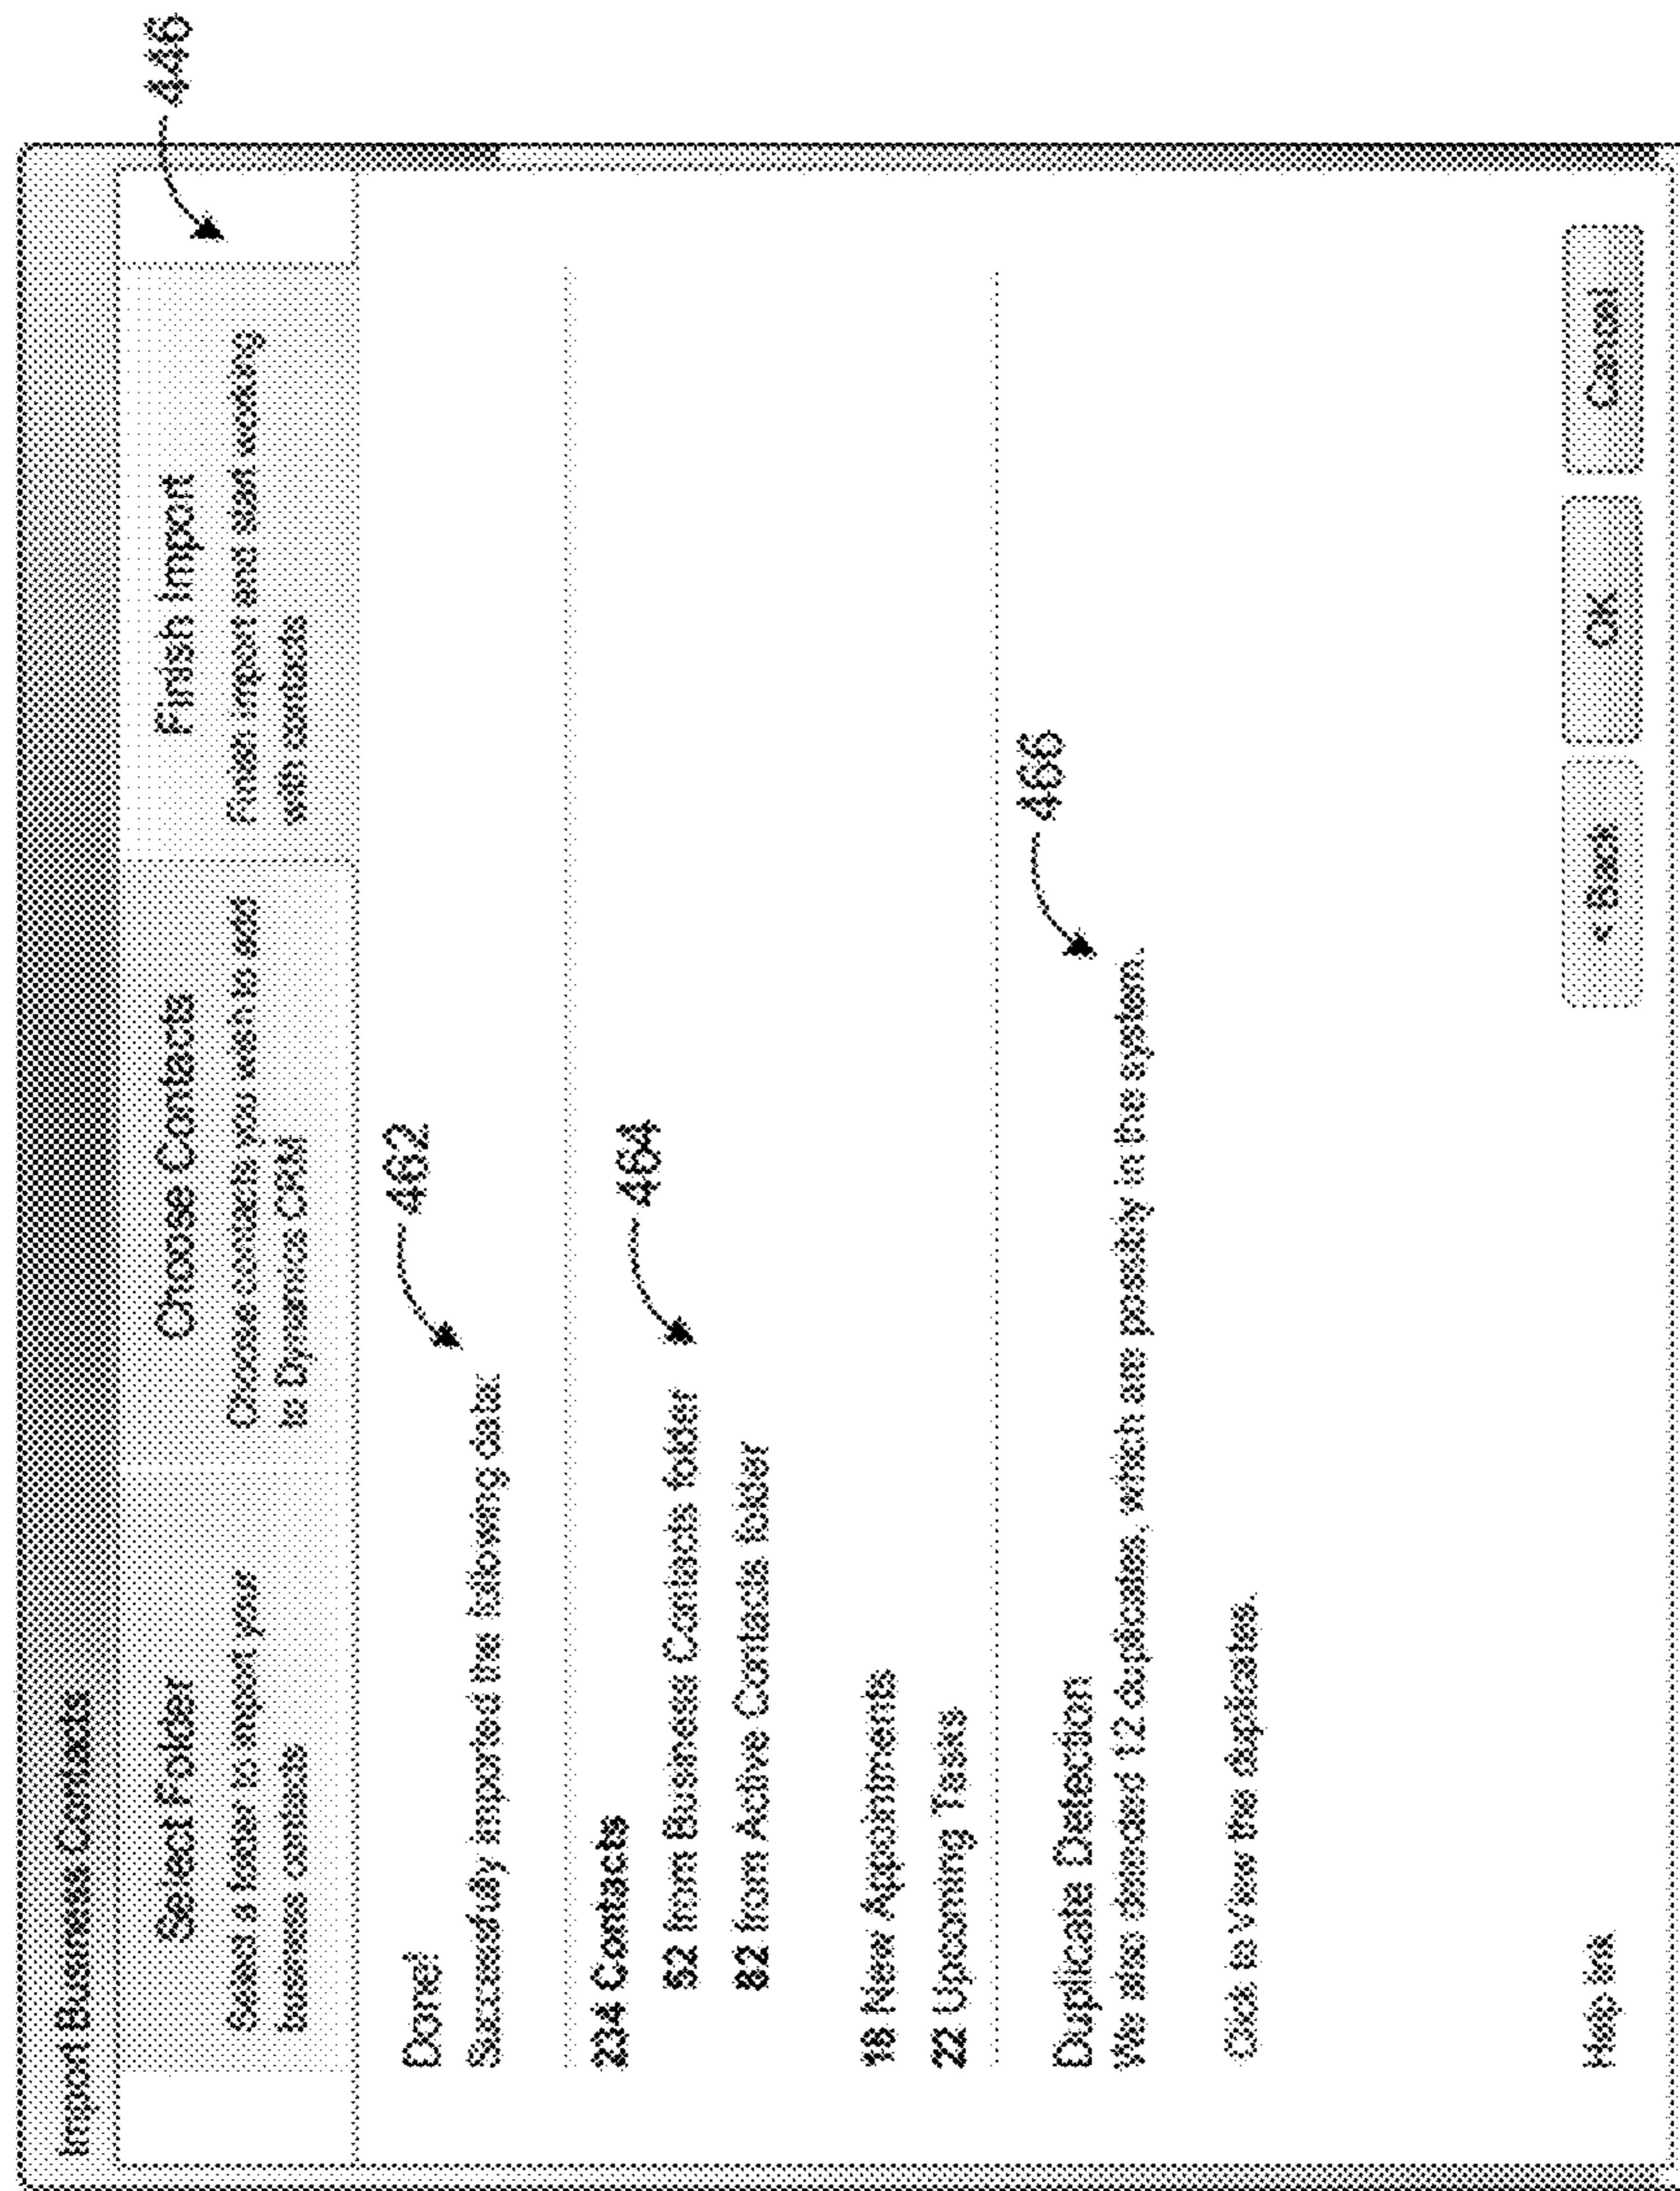 446
Import Business Contacts
Select Folder
Select a folder to import your
business contacts
Choose Contacts
Choose contacts you wish to add
to Dynamics CRM
Finish Import
Finish import and start working
with contacts
Done!
462
Successfully imported the following data:
234 Contacts
464
52 from Business Contacts folder
82 from Active Contacts folder
18 New Appointments
22 Upcoming Tasks
466
Duplicate Detection
We also detected 12 duplicates, which are possibly in the system.
Click to view the duplicates.
Help link
< Back
OK
Cancel